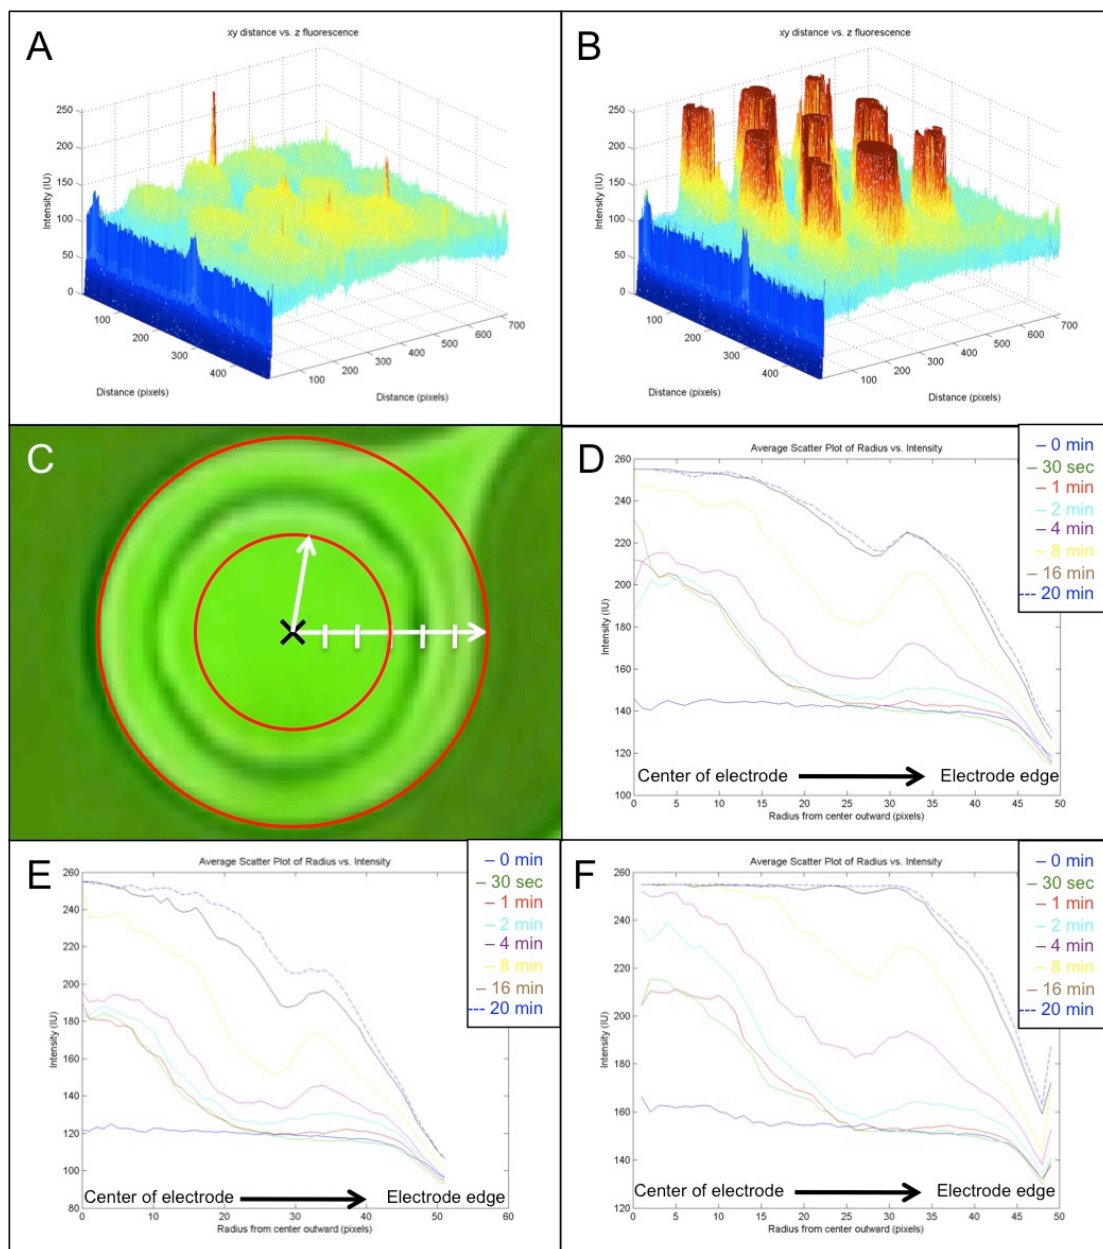 A
xy distance vs. z fluorescence
250
200
150
100
50
0
Intensity (IU)
100
200
300
400
Distance (pixels)
100
200
300
400
500
600
700
Distance (pixels)
B
xy distance vs. z fluorescence
250
200
150
100
50
0
Intensity (IU)
100
200
300
400
Distance (pixels)
100
200
300
400
500
600
700
Distance (pixels)
C
D
Average Scatter Plot of Radius vs. Intensity
– 0 min
– 30 sec
– 1 min
– 2 min
– 4 min
– 8 min
– 16 min
--- 20 min
260
240
220
200
180
160
140
120
100
Intensity (IU)
Center of electrode
Electrode edge
0 5 10 15 20 25 30 35 40 45 50
Radius from center outward (pixels)
E
Average Scatter Plot of Radius vs. Intensity
– 0 min
– 30 sec
– 1 min
– 2 min
– 4 min
– 8 min
– 16 min
--- 20 min
260
240
220
200
180
160
140
120
100
80
Intensity (IU)
Center of electrode
Electrode edge
0 10 20 30 40 50 60
Radius from center outward (pixels)
F
Average Scatter Plot of Radius vs. Intensity
– 0 min
– 30 sec
– 1 min
– 2 min
– 4 min
– 8 min
– 16 min
--- 20 min
260
240
220
200
180
160
140
120
Intensity (IU)
Center of electrode
Electrode edge
0 5 10 15 20 25 30 35 40 45 50
Radius from center outward (pixels)